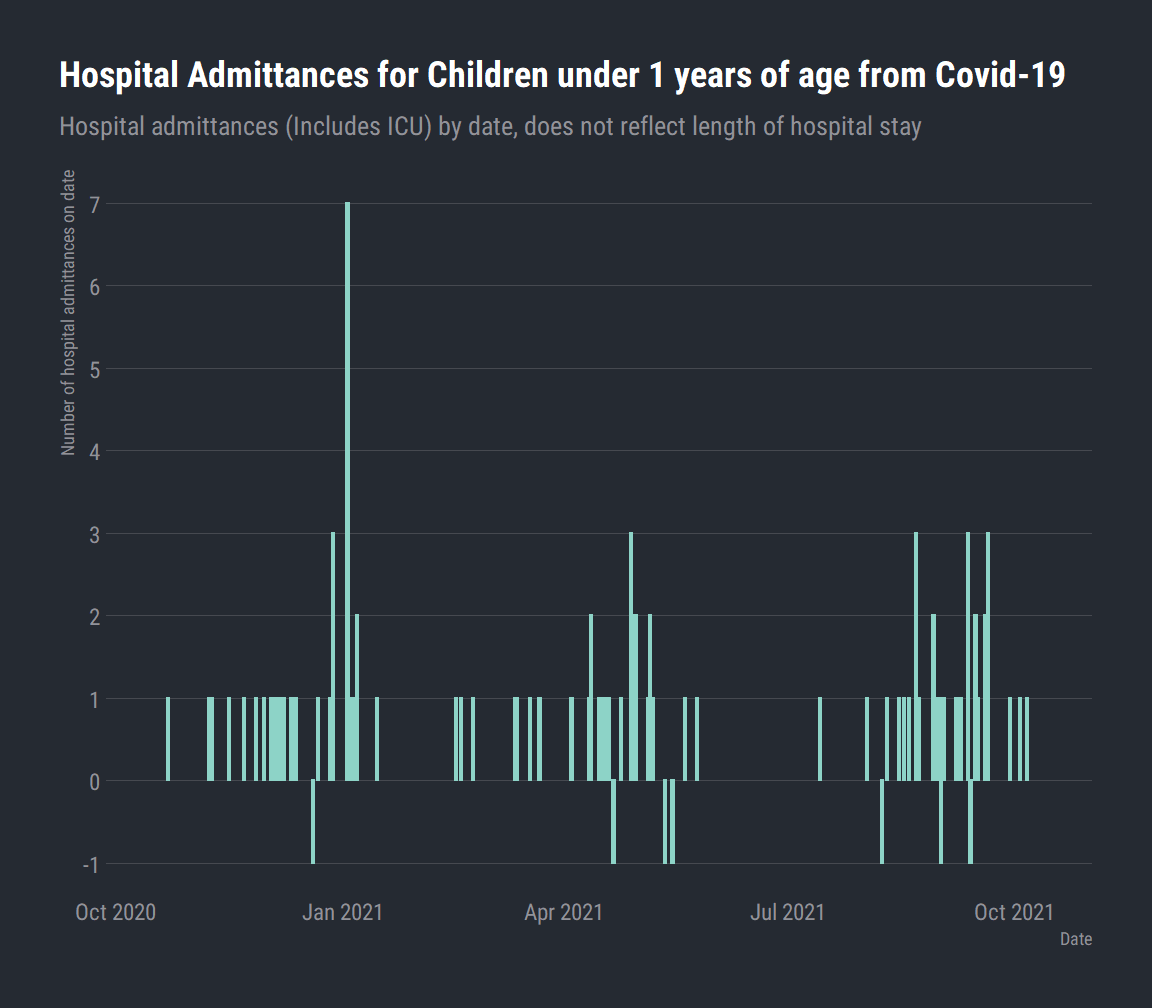 Hospital Admittances for Children under 1 years of age from Covid-19
Hospital admittances (Includes ICU) by date, does not reflect length of hospital stay
Number of hospital admittances on date
7
6
5
4
3
2
1
0
-1
Oct 2020 Jan 2021 Apr 2021 Jul 2021 Oct 2021
Date